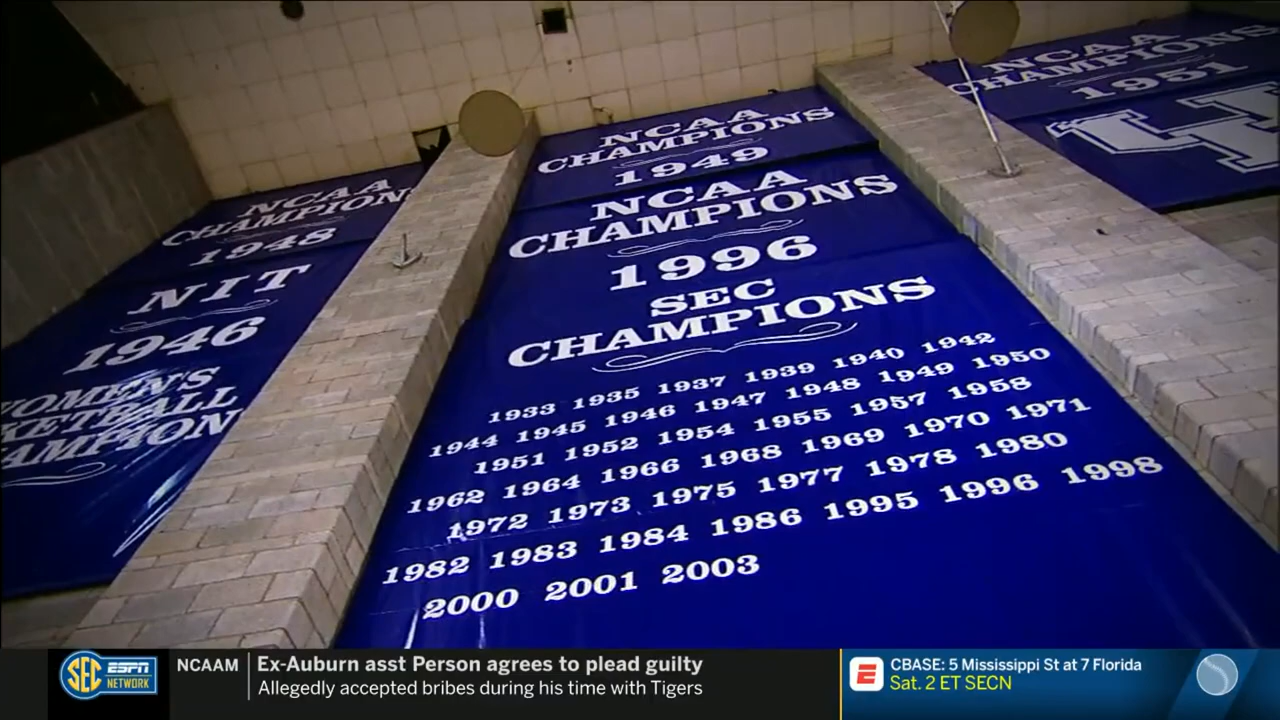 NCAA
CHAMPIONS
1948
NIT
1946
NCAA
CHAMPIONS
1949
NCAA
CHAMPIONS
1996
SEC
CHAMPIONS
1933 1935 1937 1939 1940 1942
1944 1945 1946 1947 1948 1949 1950
1951 1952 1954 1955 1957 1958
1962 1964 1966 1968 1969 1970 1971
1972 1973 1975 1977 1978 1980
1982 1983 1984 1986 1995 1996 1998
2000 2001 2003
NCAA
CHAMPIONS
1951
UK
SEC ESPN
NETWORK
NCAAM
Ex-Auburn asst Person agrees to plead guilty
Allegedly accepted bribes during his time with Tigers
E
CBASE: 5 Mississippi St at 7 Florida
Sat. 2 ET SECN